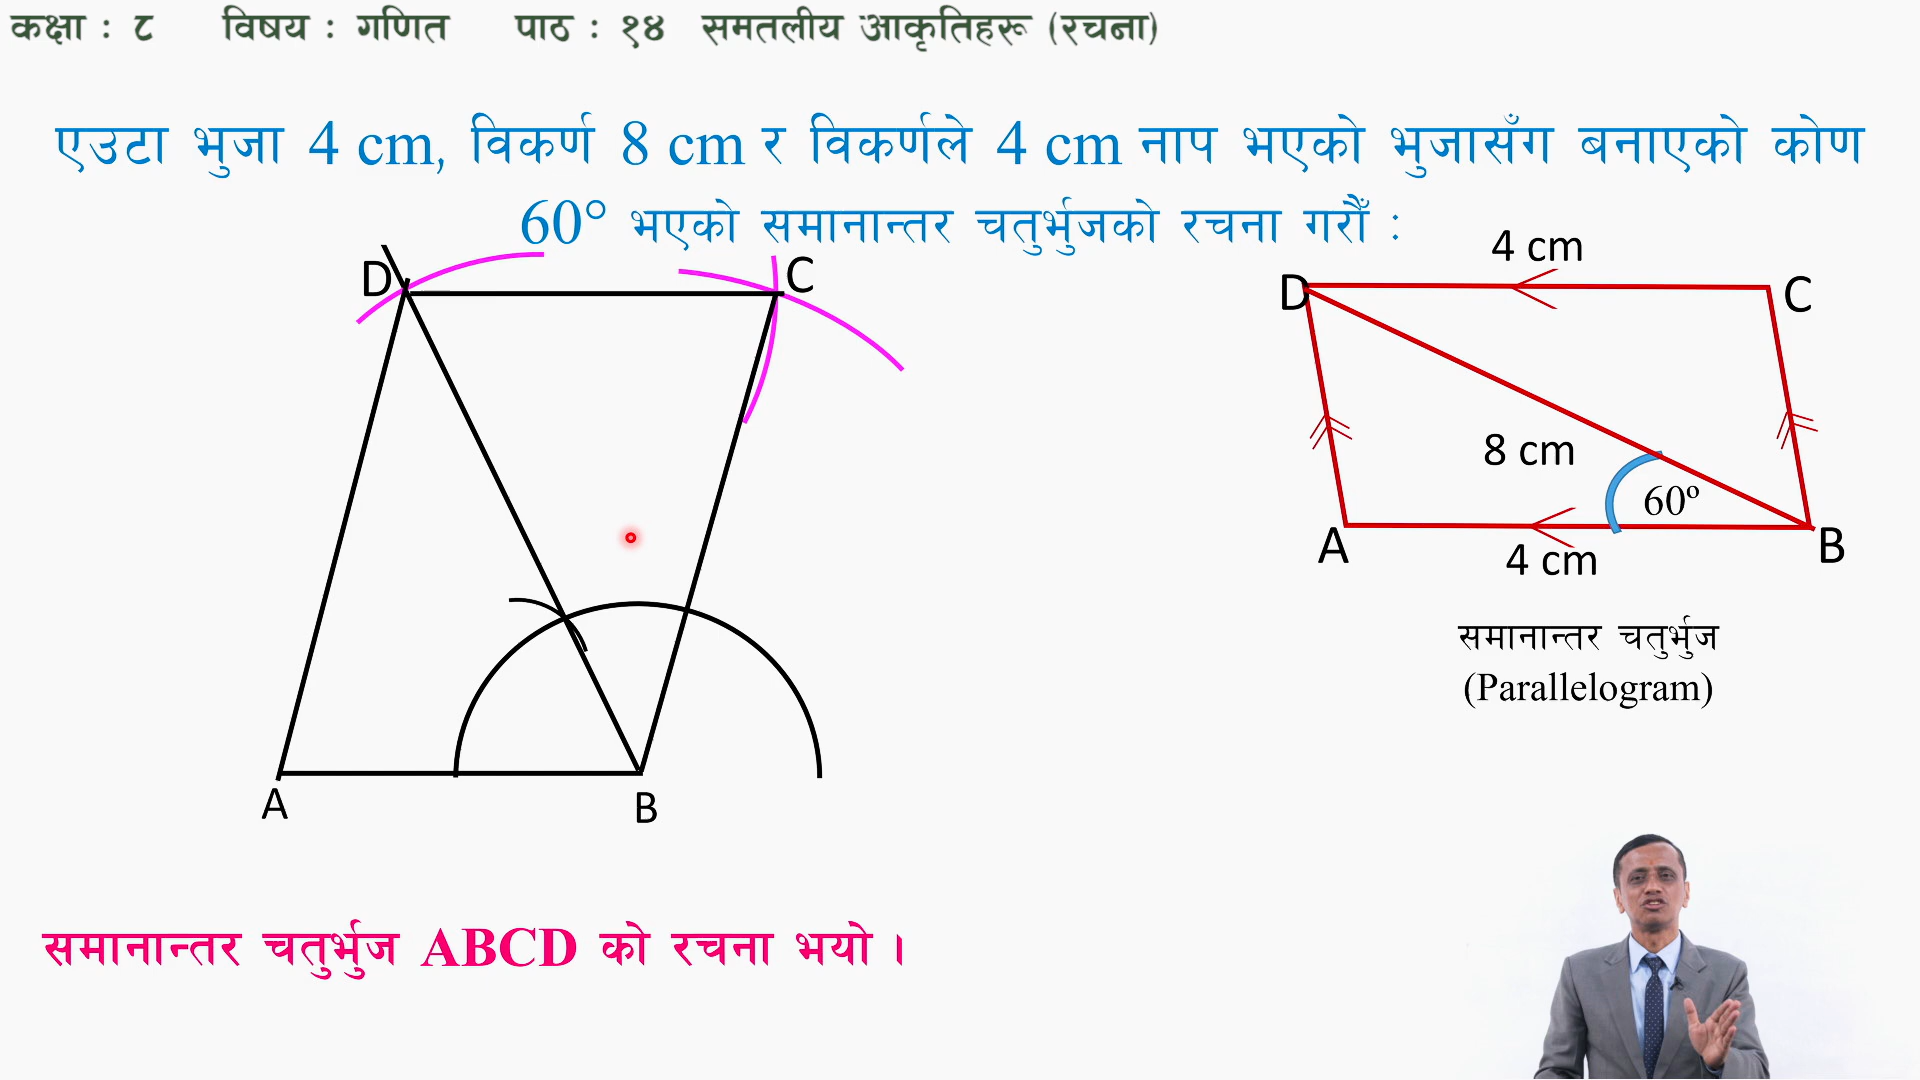 कक्षा : ८ विषय : गणित पाठ : १४ समतलीय आकृतिहरू (रचना)
एउटा भुजा 4 cm, विकर्ण 8 cm र विकर्णले 4 cm नाप भएको भुजासँग बनाएको कोण
60° भएको समानान्तर चतुर्भुजको रचना गरौँ :
D
C
A
B
4 cm
D
C
8 cm
60º
A
4 cm
B
समानान्तर चतुर्भुज
(Parallelogram)
समानान्तर चतुर्भुज ABCD को रचना भयो ।